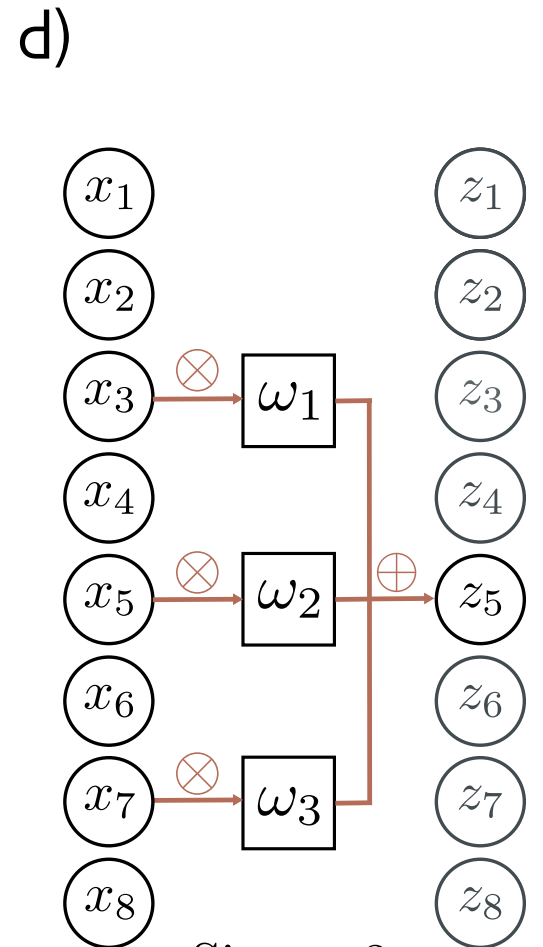 d)
x₁ z₁
x₂ z₂
x₃ ⊗ ω₁ z₃
x₄ z₄
x₅ ⊗ ω₂ ⊕ z₅
x₆ z₆
x₇ ⊗ ω₃ z₇
x₈ z₈